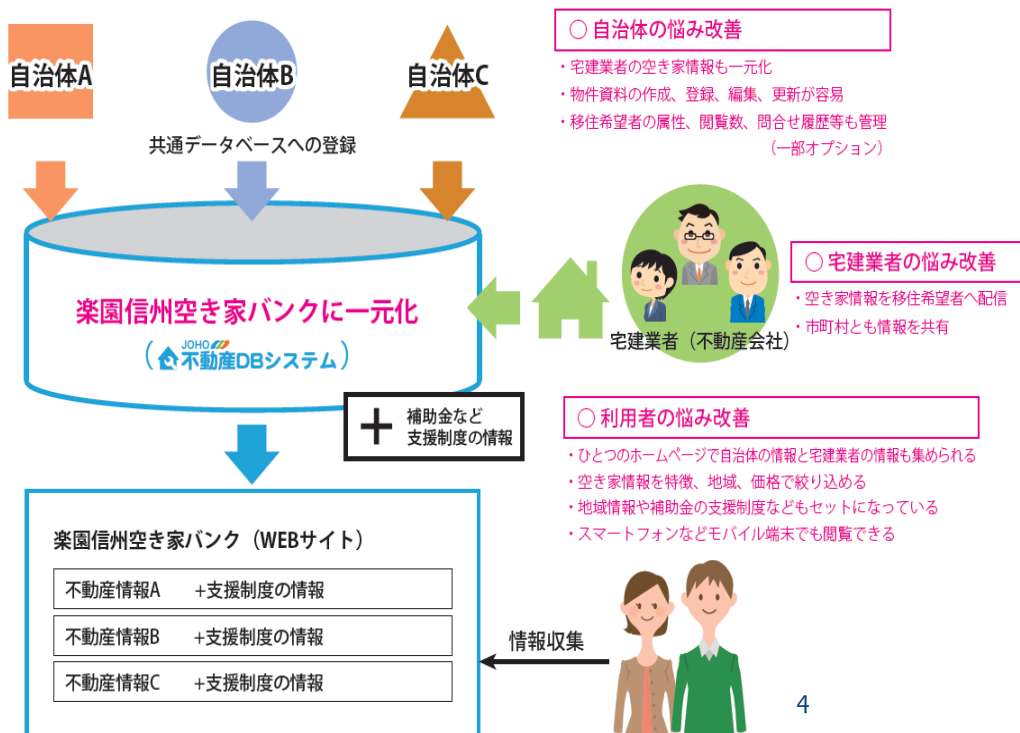 自治体A
自治体B
自治体C
共通データベースへの登録
○ 自治体の悩み改善
・宅建業者の空き家情報も一元化
・物件資料の作成、登録、編集、更新が容易
・移住希望者の属性、閲覧数、問合せ履歴等も管理
（一部オプション）
楽園信州空き家バンクに一元化
（JOHO 不動産DBシステム）
宅建業者（不動産会社）
○ 宅建業者の悩み改善
・空き家情報を移住希望者へ配信
・市町村とも情報を共有
＋ 補助金など
支援制度の情報
○ 利用者の悩み改善
・ひとつのホームページで自治体の情報と宅建業者の情報も集められる
・空き家情報を特徴、地域、価格で絞り込める
・地域情報や補助金の支援制度などもセットになっている
・スマートフォンなどモバイル端末でも閲覧できる
楽園信州空き家バンク（WEBサイト）
不動産情報A +支援制度の情報
不動産情報B +支援制度の情報
不動産情報C +支援制度の情報
情報収集
4